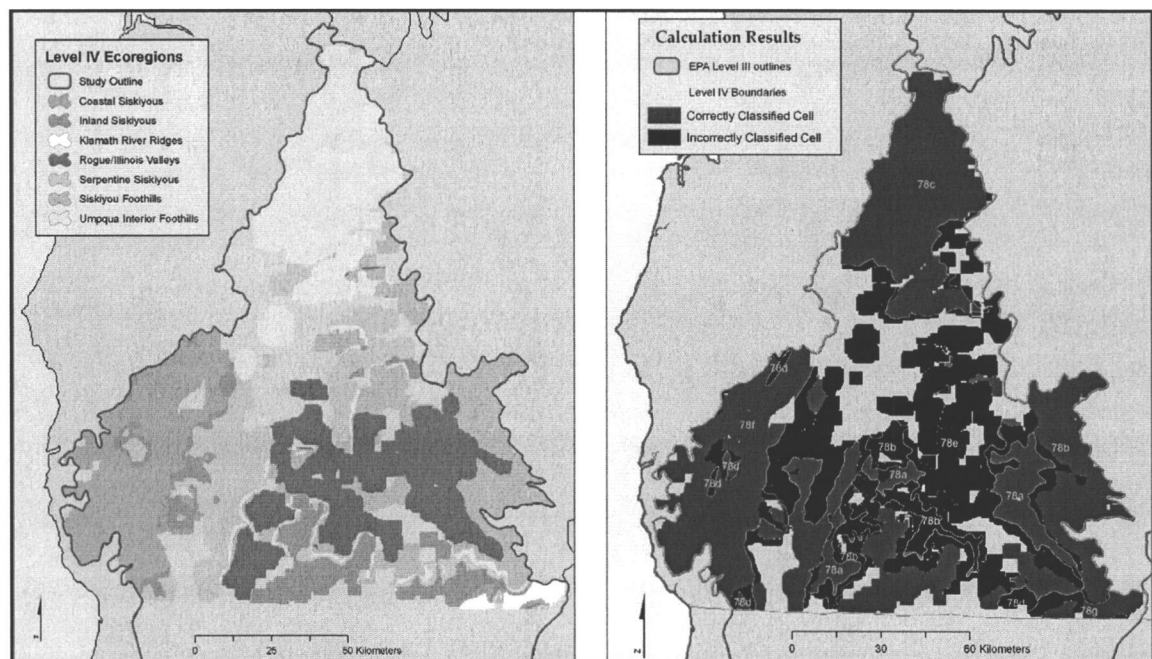 Level IV Ecoregions
Study Outline
Coastal Siskiyous
Inland Siskiyous
Klamath River Ridges
Rogue/Illinois Valleys
Serpentine Siskiyous
Siskiyou Foothills
Umpqua Interior Foothills
0 25 50 Kilometers
Calculation Results
EPA Level III outlines
Level IV Boundaries
Correctly Classified Cell
Incorrectly Classified Cell
78c
78d
78f
78b
78e
78b
78a
78d
78a
78d
78b
78b
78a
78d
78d
78g
0 30 60 Kilometers
z
z